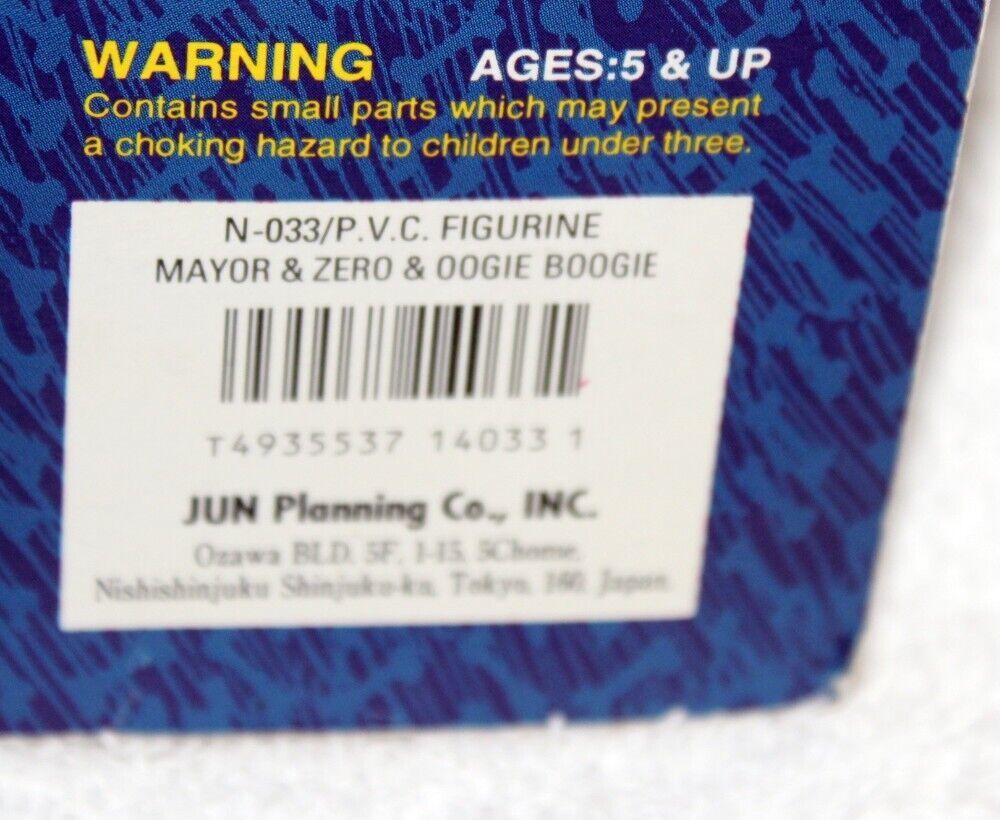 WARNING AGES:5 & UP
Contains small parts which may present
a choking hazard to children under three.
N-033/P.V.C. FIGURINE
MAYOR & ZERO & OOGIE BOOGIE
T4935537 14033 1
JUN Planning Co., INC.
Ozawa BLD. 5F, 1-15, 5Chome,
Nishishinjuku Shinjuku-ku, Tokyo, 160, Japan.